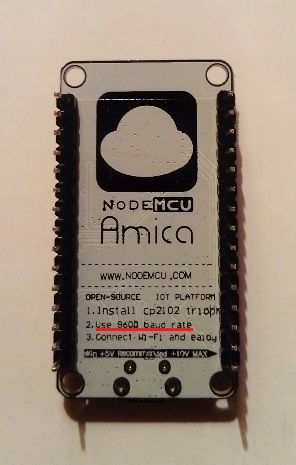 NODEMCU
Amica
WWW.NODEMCU.COM
OPEN-SOURCE IOT PLATFORM
1.Install cp2102
2.Use 9600 baud rate
3.Connect Wi-Fi and
Win +5V Recommended +10V MAX